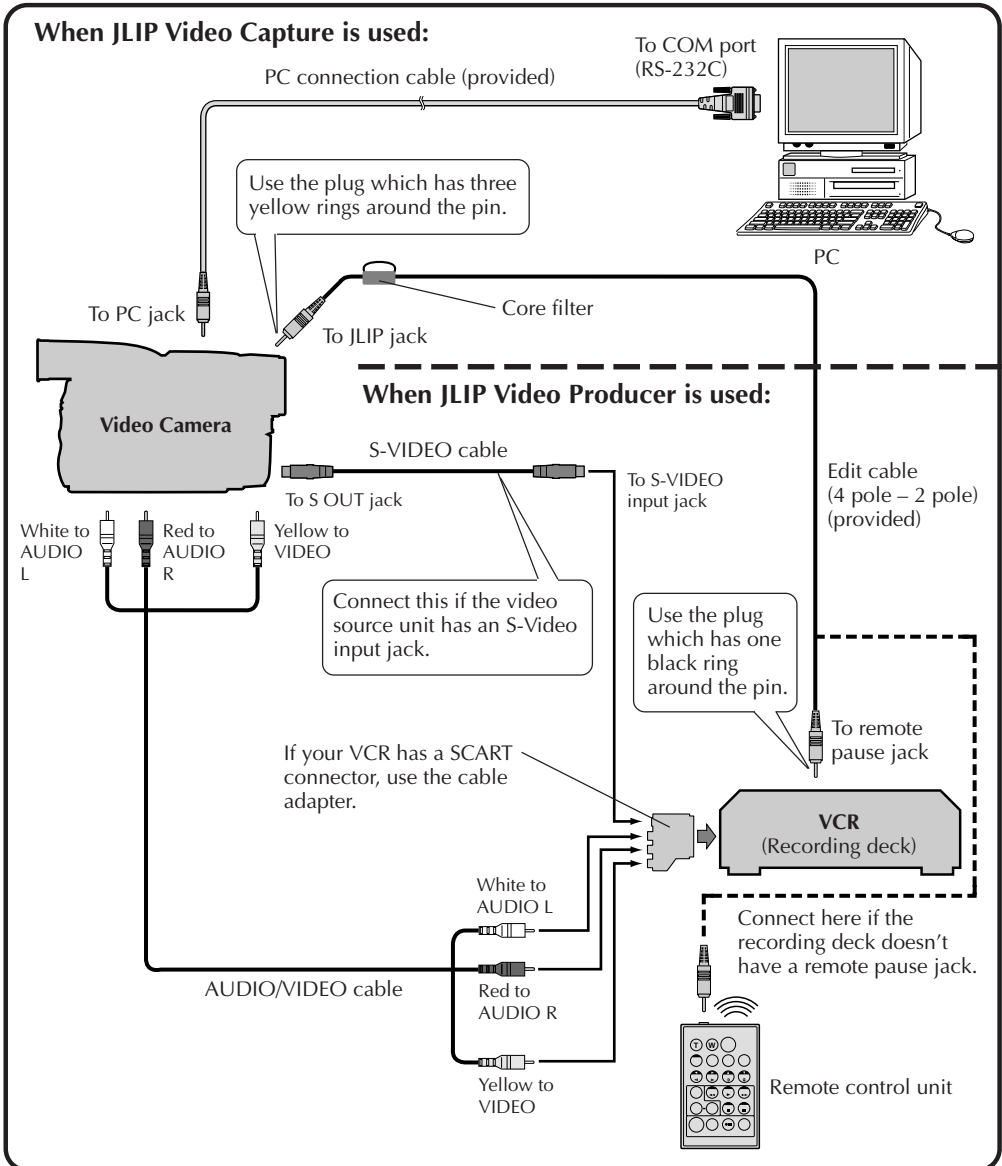 When JLIP Video Capture is used:
To COM port
(RS-232C)
PC connection cable (provided)
Use the plug which has three
yellow rings around the pin.
PC
To PC jack
Core filter
To JLIP jack
When JLIP Video Producer is used:
Video Camera
S-VIDEO cable
To S OUT jack
To S-VIDEO
input jack
Edit cable
(4 pole – 2 pole)
(provided)
White to
AUDIO
L
Red to
AUDIO
R
Yellow to
VIDEO
Connect this if the video
source unit has an S-Video
input jack.
Use the plug
which has one
black ring
around the pin.
To remote
pause jack
If your VCR has a SCART
connector, use the cable
adapter.
VCR
(Recording deck)
White to
AUDIO L
Connect here if the
recording deck doesn't
have a remote pause jack.
AUDIO/VIDEO cable
Red to
AUDIO R
T W
Remote control unit
Yellow to
VIDEO